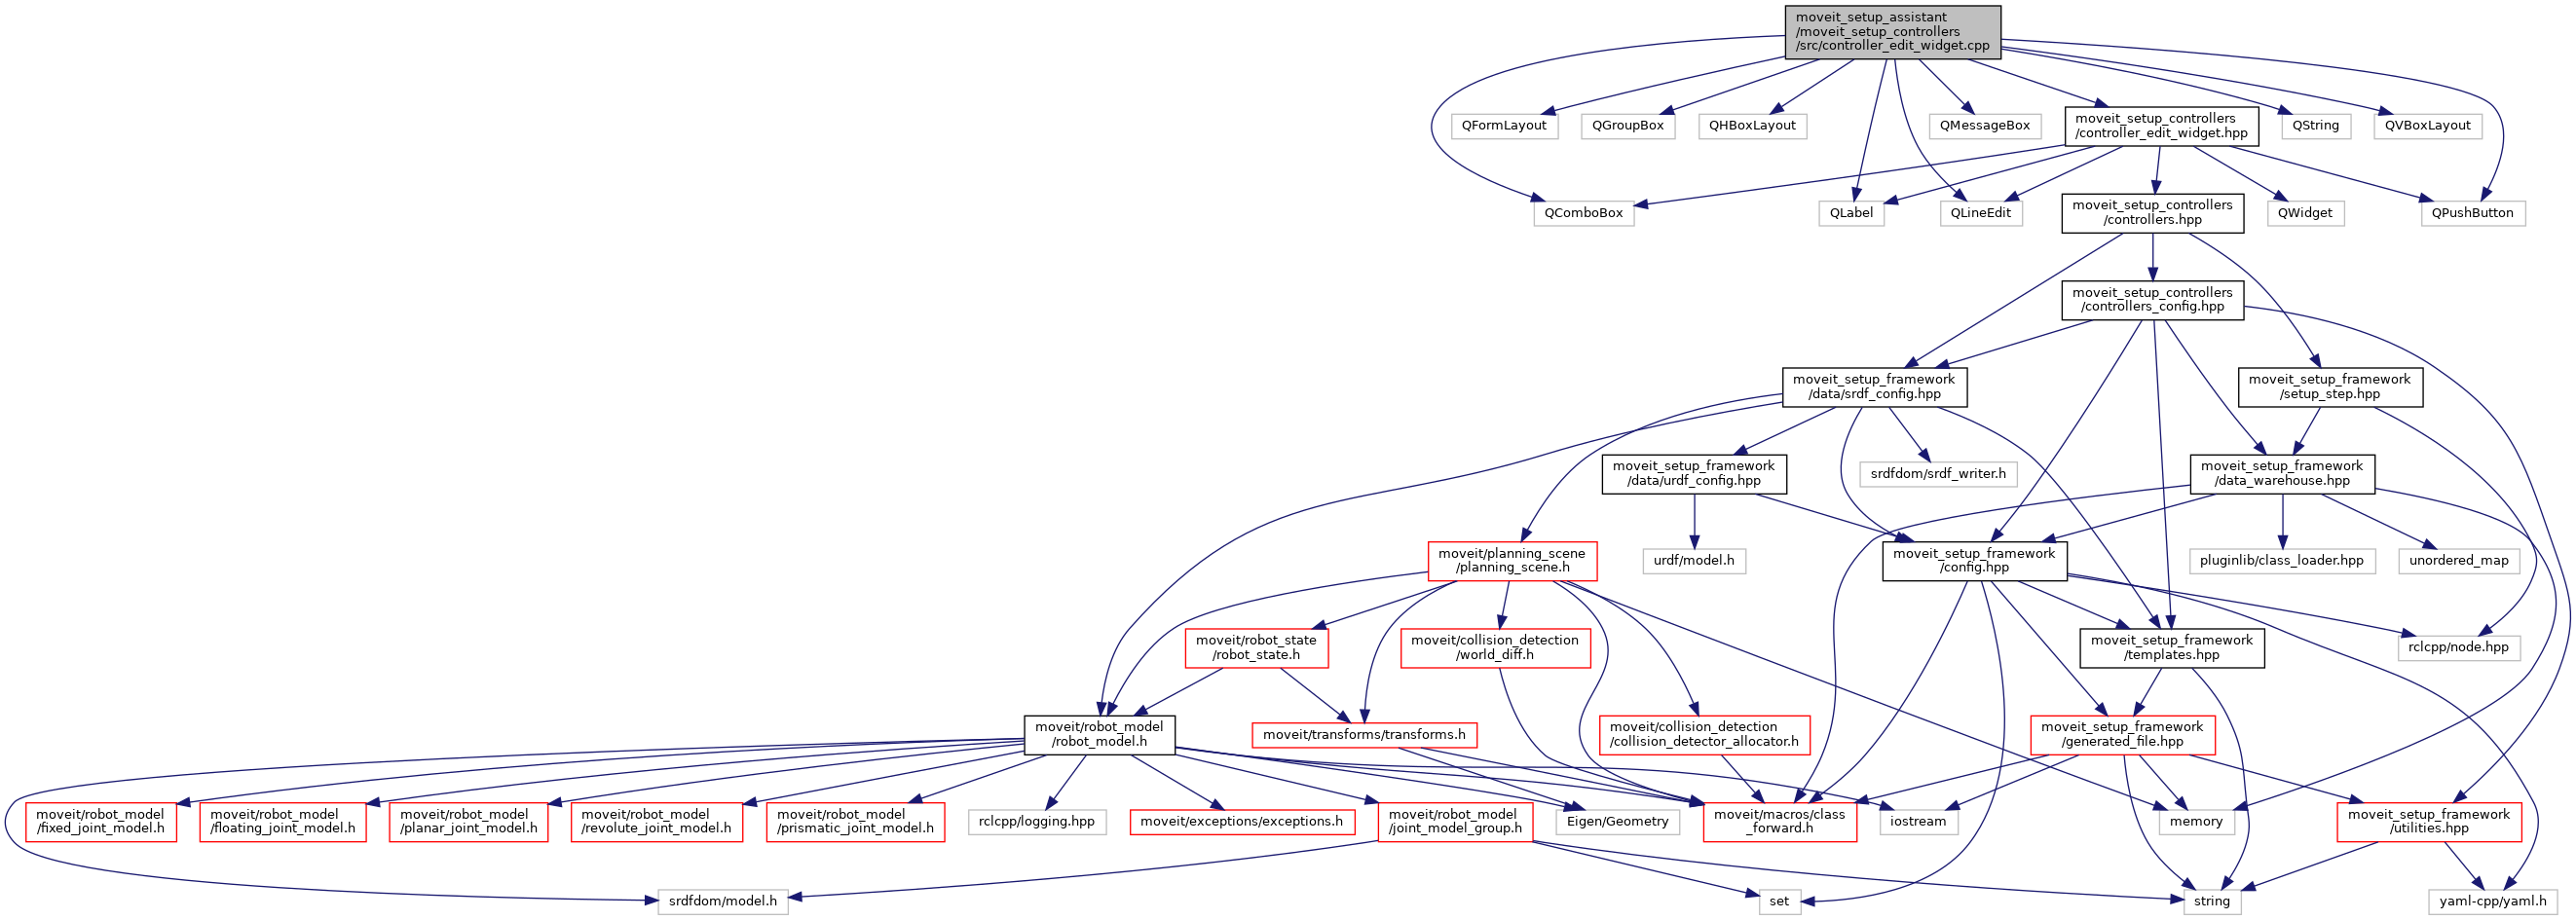 moveit_setup_assistant
/moveit_setup_controllers
/src/controller_edit_widget.cpp
QFormLayout
QGroupBox
QHBoxLayout
QMessageBox
moveit_setup_controllers
/controller_edit_widget.hpp
QString
QVBoxLayout
QComboBox
QLabel
QLineEdit
moveit_setup_controllers
/controllers.hpp
QWidget
QPushButton
moveit_setup_controllers
/controllers_config.hpp
moveit_setup_framework
/data/srdf_config.hpp
moveit_setup_framework
/setup_step.hpp
moveit_setup_framework
/data/urdf_config.hpp
srdfdom/srdf_writer.h
moveit_setup_framework
/data_warehouse.hpp
moveit/planning_scene
/planning_scene.h
urdf/model.h
moveit_setup_framework
/config.hpp
pluginlib/class_loader.hpp
unordered_map
moveit/robot_state
/robot_state.h
moveit/collision_detection
/world_diff.h
moveit_setup_framework
/templates.hpp
rclcpp/node.hpp
moveit/robot_model
/robot_model.h
moveit/transforms/transforms.h
moveit/collision_detection
/collision_detector_allocator.h
moveit_setup_framework
/generated_file.hpp
moveit/robot_model
/fixed_joint_model.h
moveit/robot_model
/floating_joint_model.h
moveit/robot_model
/planar_joint_model.h
moveit/robot_model
/revolute_joint_model.h
moveit/robot_model
/prismatic_joint_model.h
rclcpp/logging.hpp
moveit/exceptions/exceptions.h
moveit/robot_model
/joint_model_group.h
Eigen/Geometry
moveit/macros/class
_forward.h
iostream
memory
moveit_setup_framework
/utilities.hpp
srdfdom/model.h
set
string
yaml-cpp/yaml.h